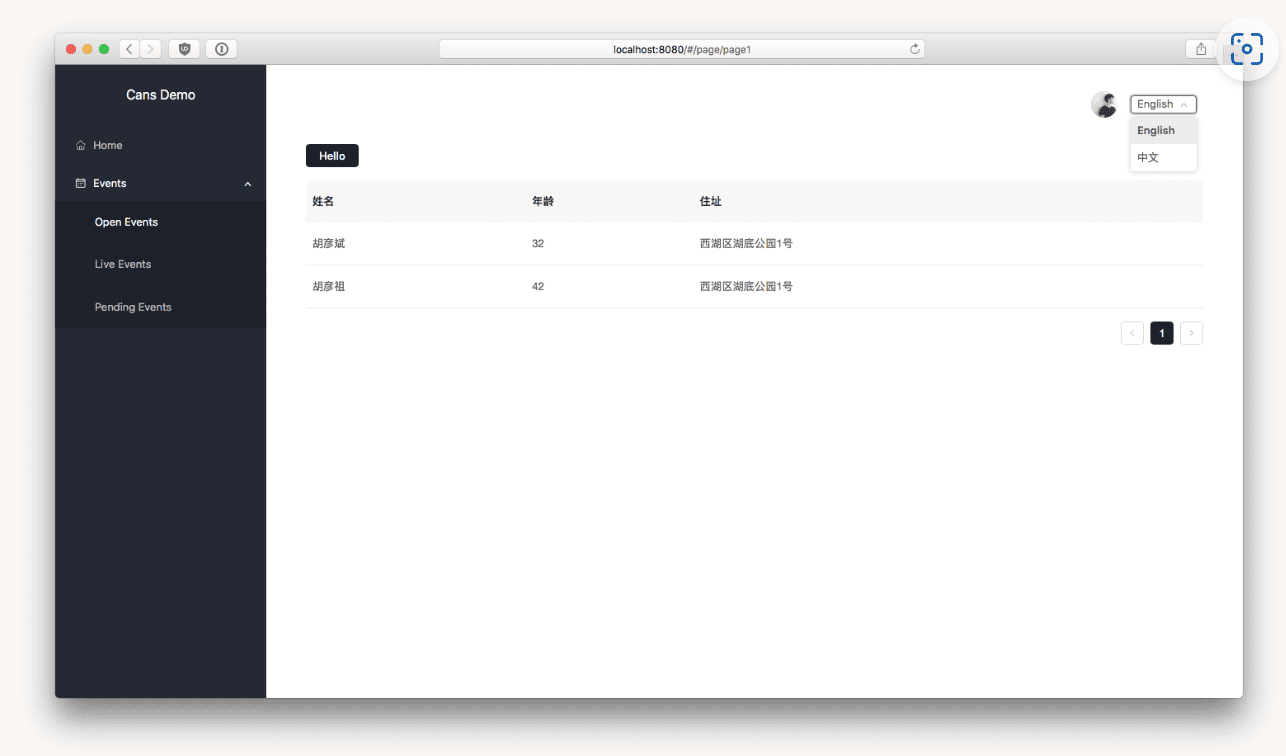 localhost:8080/#/page/page1
Cans Demo
Home
Events
Open Events
Live Events
Pending Events
English
English
中文
Hello
姓名 年龄 住址
胡彦斌 32 西湖区湖底公园1号
胡彦祖 42 西湖区湖底公园1号
1